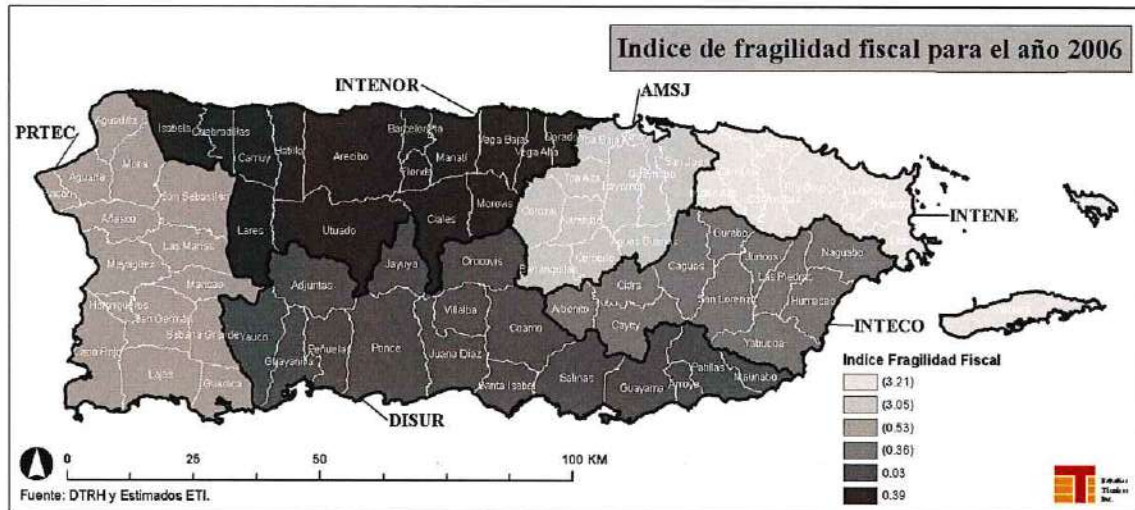 Indice de fragilidad fiscal para el año 2006
INTENOR
AMSJ
PRTEC
INTENE
INTECO
DISUR
Aguadilla
Isabela
Quebradillas
Camuy
Hatillo
Arecibo
Barceloneta
Florida
Manatí
Vega Baja
Vega Alta
Dorado
Moca
Aguada
San Sebastián
Añasco
Las Marías
Mayagüez
Maricao
Hormigueros
San Germán
Sabana Grande
Cabo Rojo
Lajas
Guánica
Lares
Utuado
Ciales
Morovis
Jayuya
Orocovis
Adjuntas
Villalba
Coamo
Yauco
Guayanilla
Peñuelas
Ponce
Juana Díaz
Santa Isabel
Salinas
Guayama
Arroyo
Patillas
Maunabo
Toa Alta
Bayamón
Guaynabo
San Juan
Corozal
Naranjito
Aguas Buenas
Comerío
Barranquitas
Aibonito
Cidra
Cayey
Caguas
Gurabo
Juncos
San Lorenzo
Las Piedras
Humacao
Naguabo
Yabucoa
Indice Fragilidad Fiscal
(3.21)
(3.05)
(0.53)
(0.36)
0.03
0.39
0 25 50 100 KM
Fuente: DTRH y Estimados ETI.
Estudios
Técnicos
Inc.